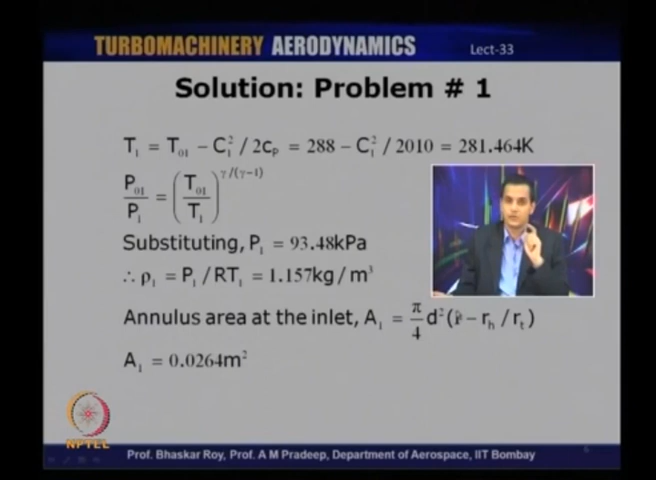 TURBOMACHINERY AERODYNAMICS Lect-33
Solution: Problem # 1
T₁ = T₀₁ − C₁² / 2cₚ = 288 − C₁² / 2010 = 281.464K
P₀₁/P₁ = (T₀₁/T₁)^γ/(γ−1)
Substituting, P₁ = 93.48kPa
∴ ρ₁ = P₁ / RT₁ = 1.157kg / m³
Annulus area at the inlet, A₁ = π/4 d²( − rₕ / rₜ)
A₁ = 0.0264m²
NPTEL
Prof. Bhaskar Roy, Prof. A M Pradeep, Department of Aerospace, IIT Bombay